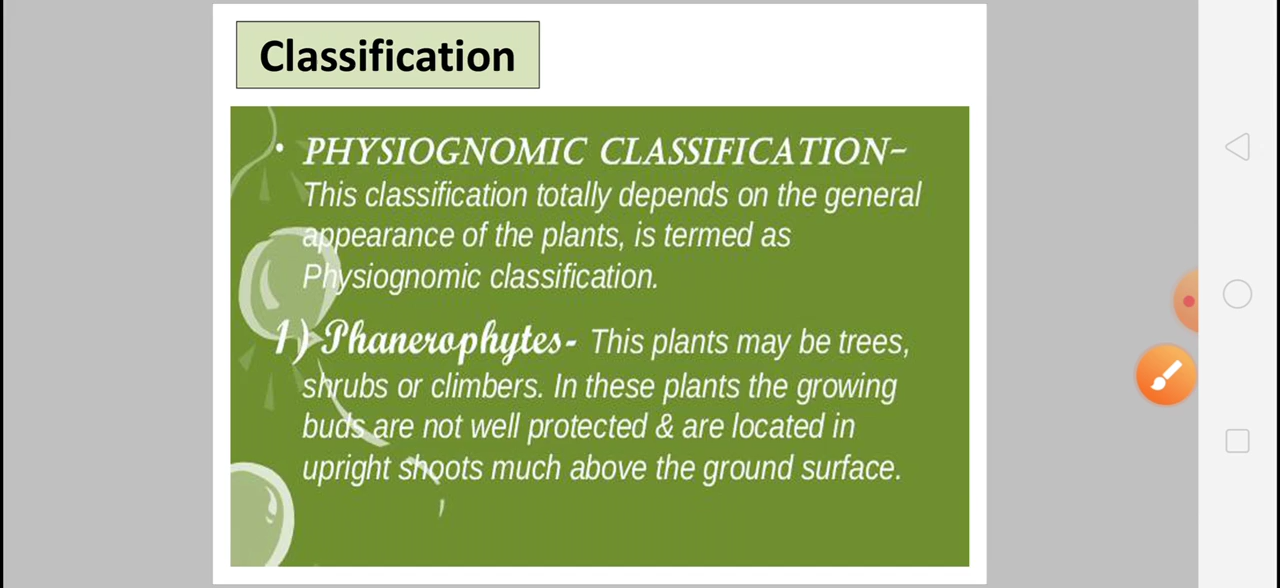 Classification
• PHYSIOGNOMIC CLASSIFICATION-
This classification totally depends on the general
appearance of the plants, is termed as
Physiognomic classification.
1) Phanerophytes- This plants may be trees,
shrubs or climbers. In these plants the growing
buds are not well protected & are located in
upright shoots much above the ground surface.